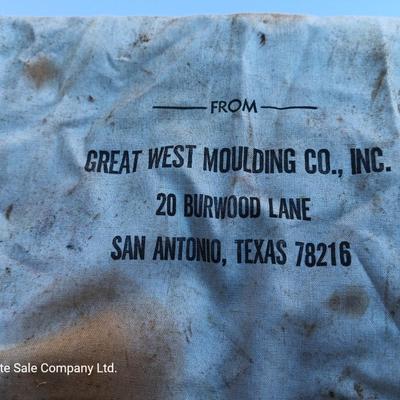 FROM
GREAT WEST MOULDING CO., INC.
20 BURWOOD LANE
SAN ANTONIO, TEXAS 78216
te Sale Company Ltd.